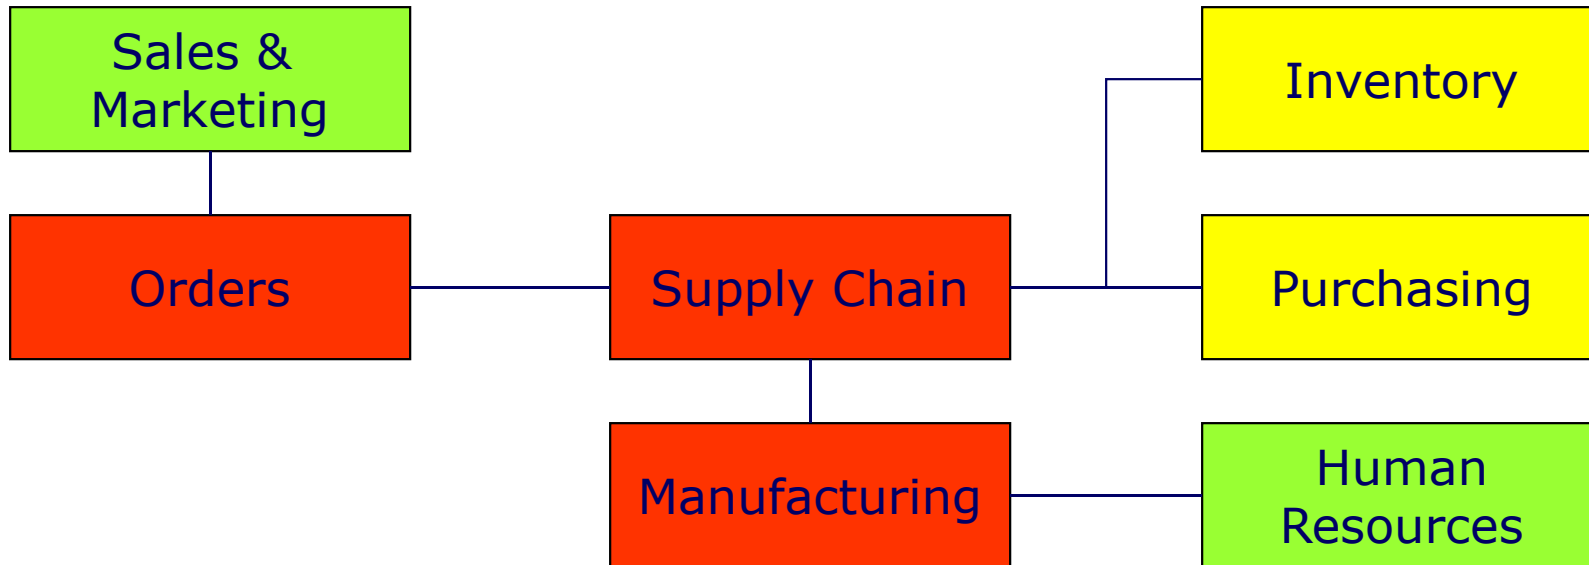 Sales &
Marketing
Inventory
Orders
Supply Chain
Purchasing
Manufacturing
Human
Resources